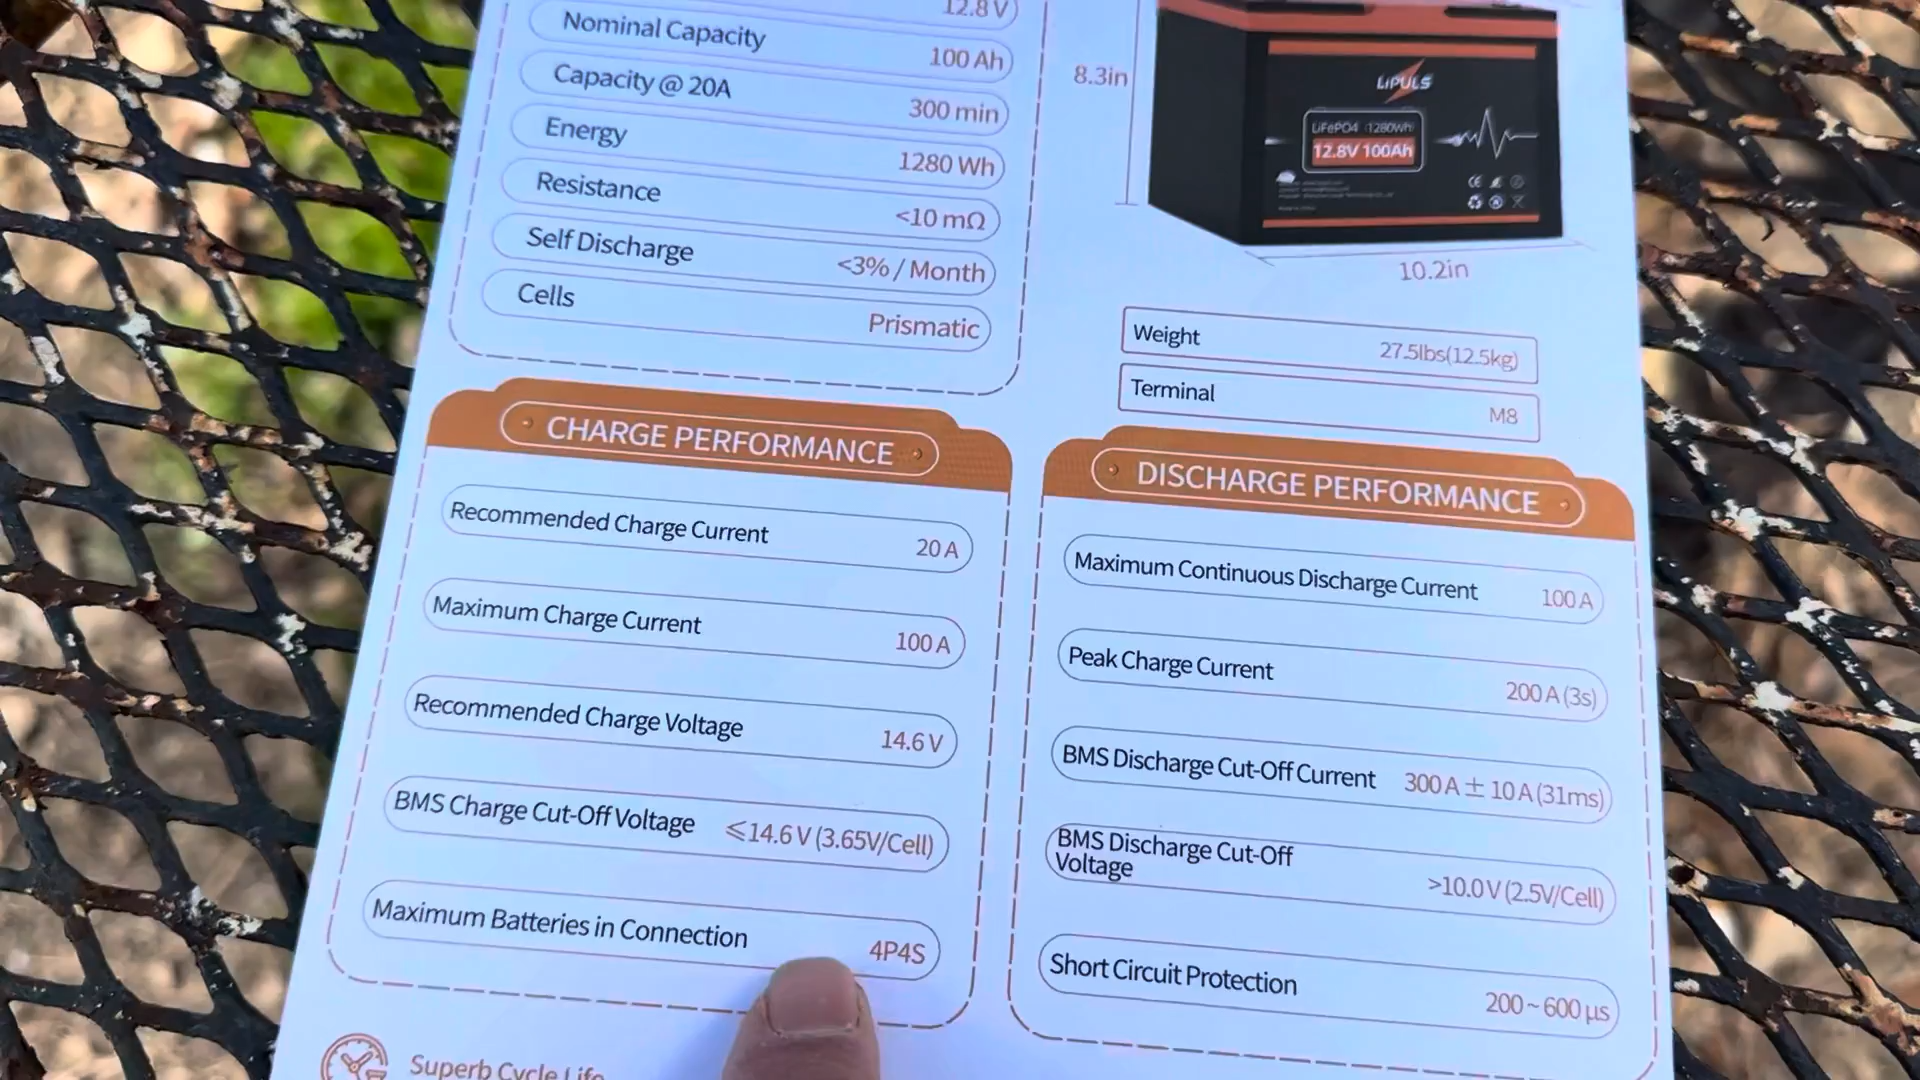 12.8 V
Nominal Capacity
100 Ah
Capacity @ 20A
300 min
Energy
1280 Wh
Resistance
<10 mΩ
Self Discharge
<3% / Month
Cells
Prismatic
8.3in
LiPULS
LiFePO4 1280Wh
12.8V 100Ah
10.2in
Weight
27.5lbs(12.5kg)
Terminal
M8
CHARGE PERFORMANCE
Recommended Charge Current
20 A
Maximum Charge Current
100 A
Recommended Charge Voltage
14.6 V
BMS Charge Cut-Off Voltage
⩽14.6 V (3.65V/Cell)
Maximum Batteries in Connection
4P4S
DISCHARGE PERFORMANCE
Maximum Continuous Discharge Current
100 A
Peak Charge Current
200 A (3s)
BMS Discharge Cut-Off Current
300 A ± 10 A (31ms)
BMS Discharge Cut-Off
Voltage
>10.0 V (2.5V/Cell)
Short Circuit Protection
200 ~ 600 µs
Superb Cycle Life